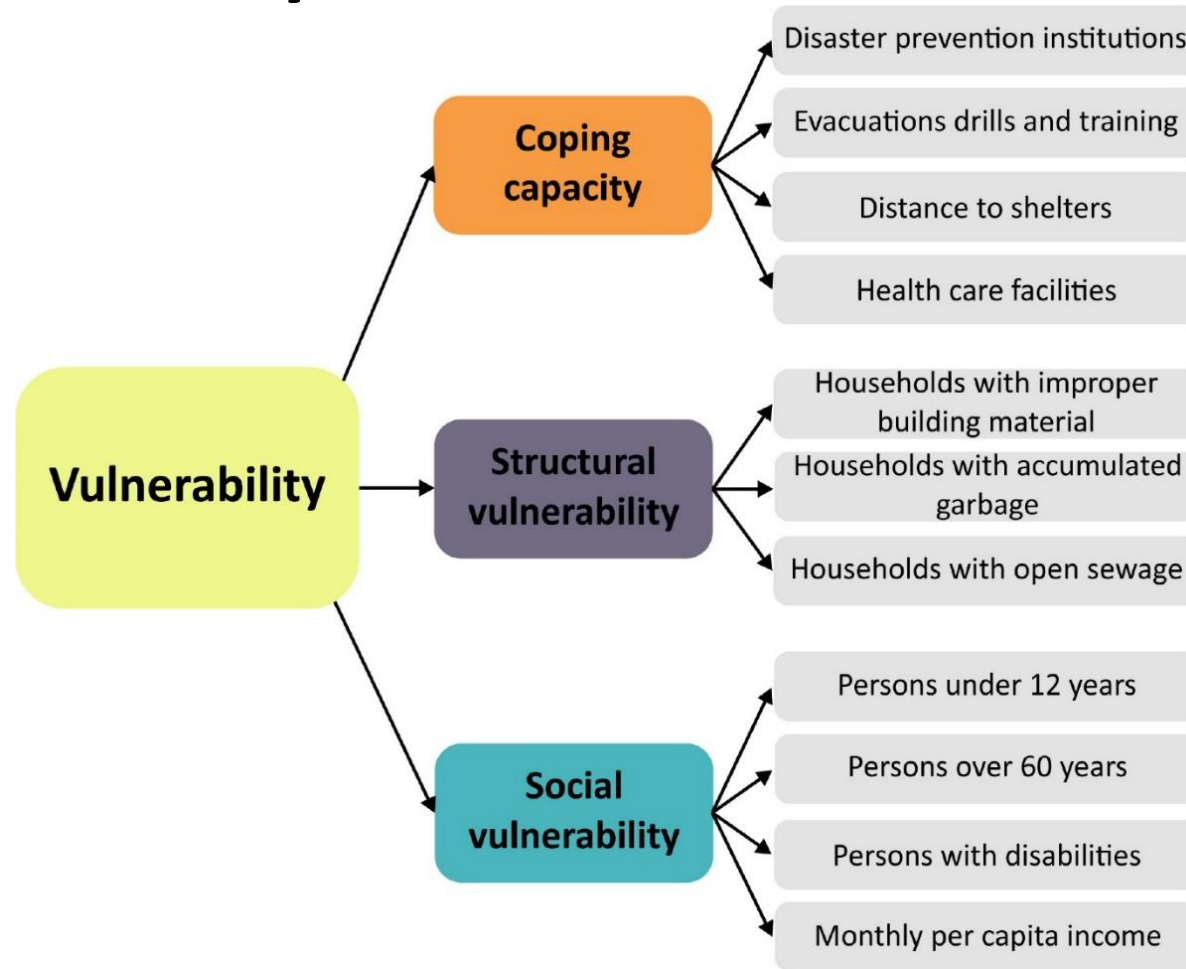 Coping
capacity
Disaster prevention institutions
Evacuations drills and training
Distance to shelters
Health care facilities
Vulnerability
Structural
vulnerability
Households with improper
building material
Households with accumulated
garbage
Households with open sewage
Social
vulnerability
Persons under 12 years
Persons over 60 years
Persons with disabilities
Monthly per capita income